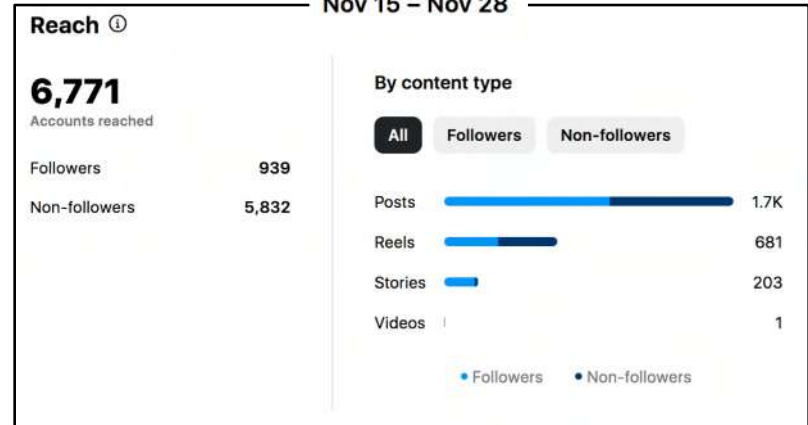 Nov 15 – Nov 28
Reach
6,771
Accounts reached
Followers 939
Non-followers 5,832
By content type
All Followers Non-followers
Posts 1.7K
Reels 681
Stories 203
Videos 1
Followers Non-followers